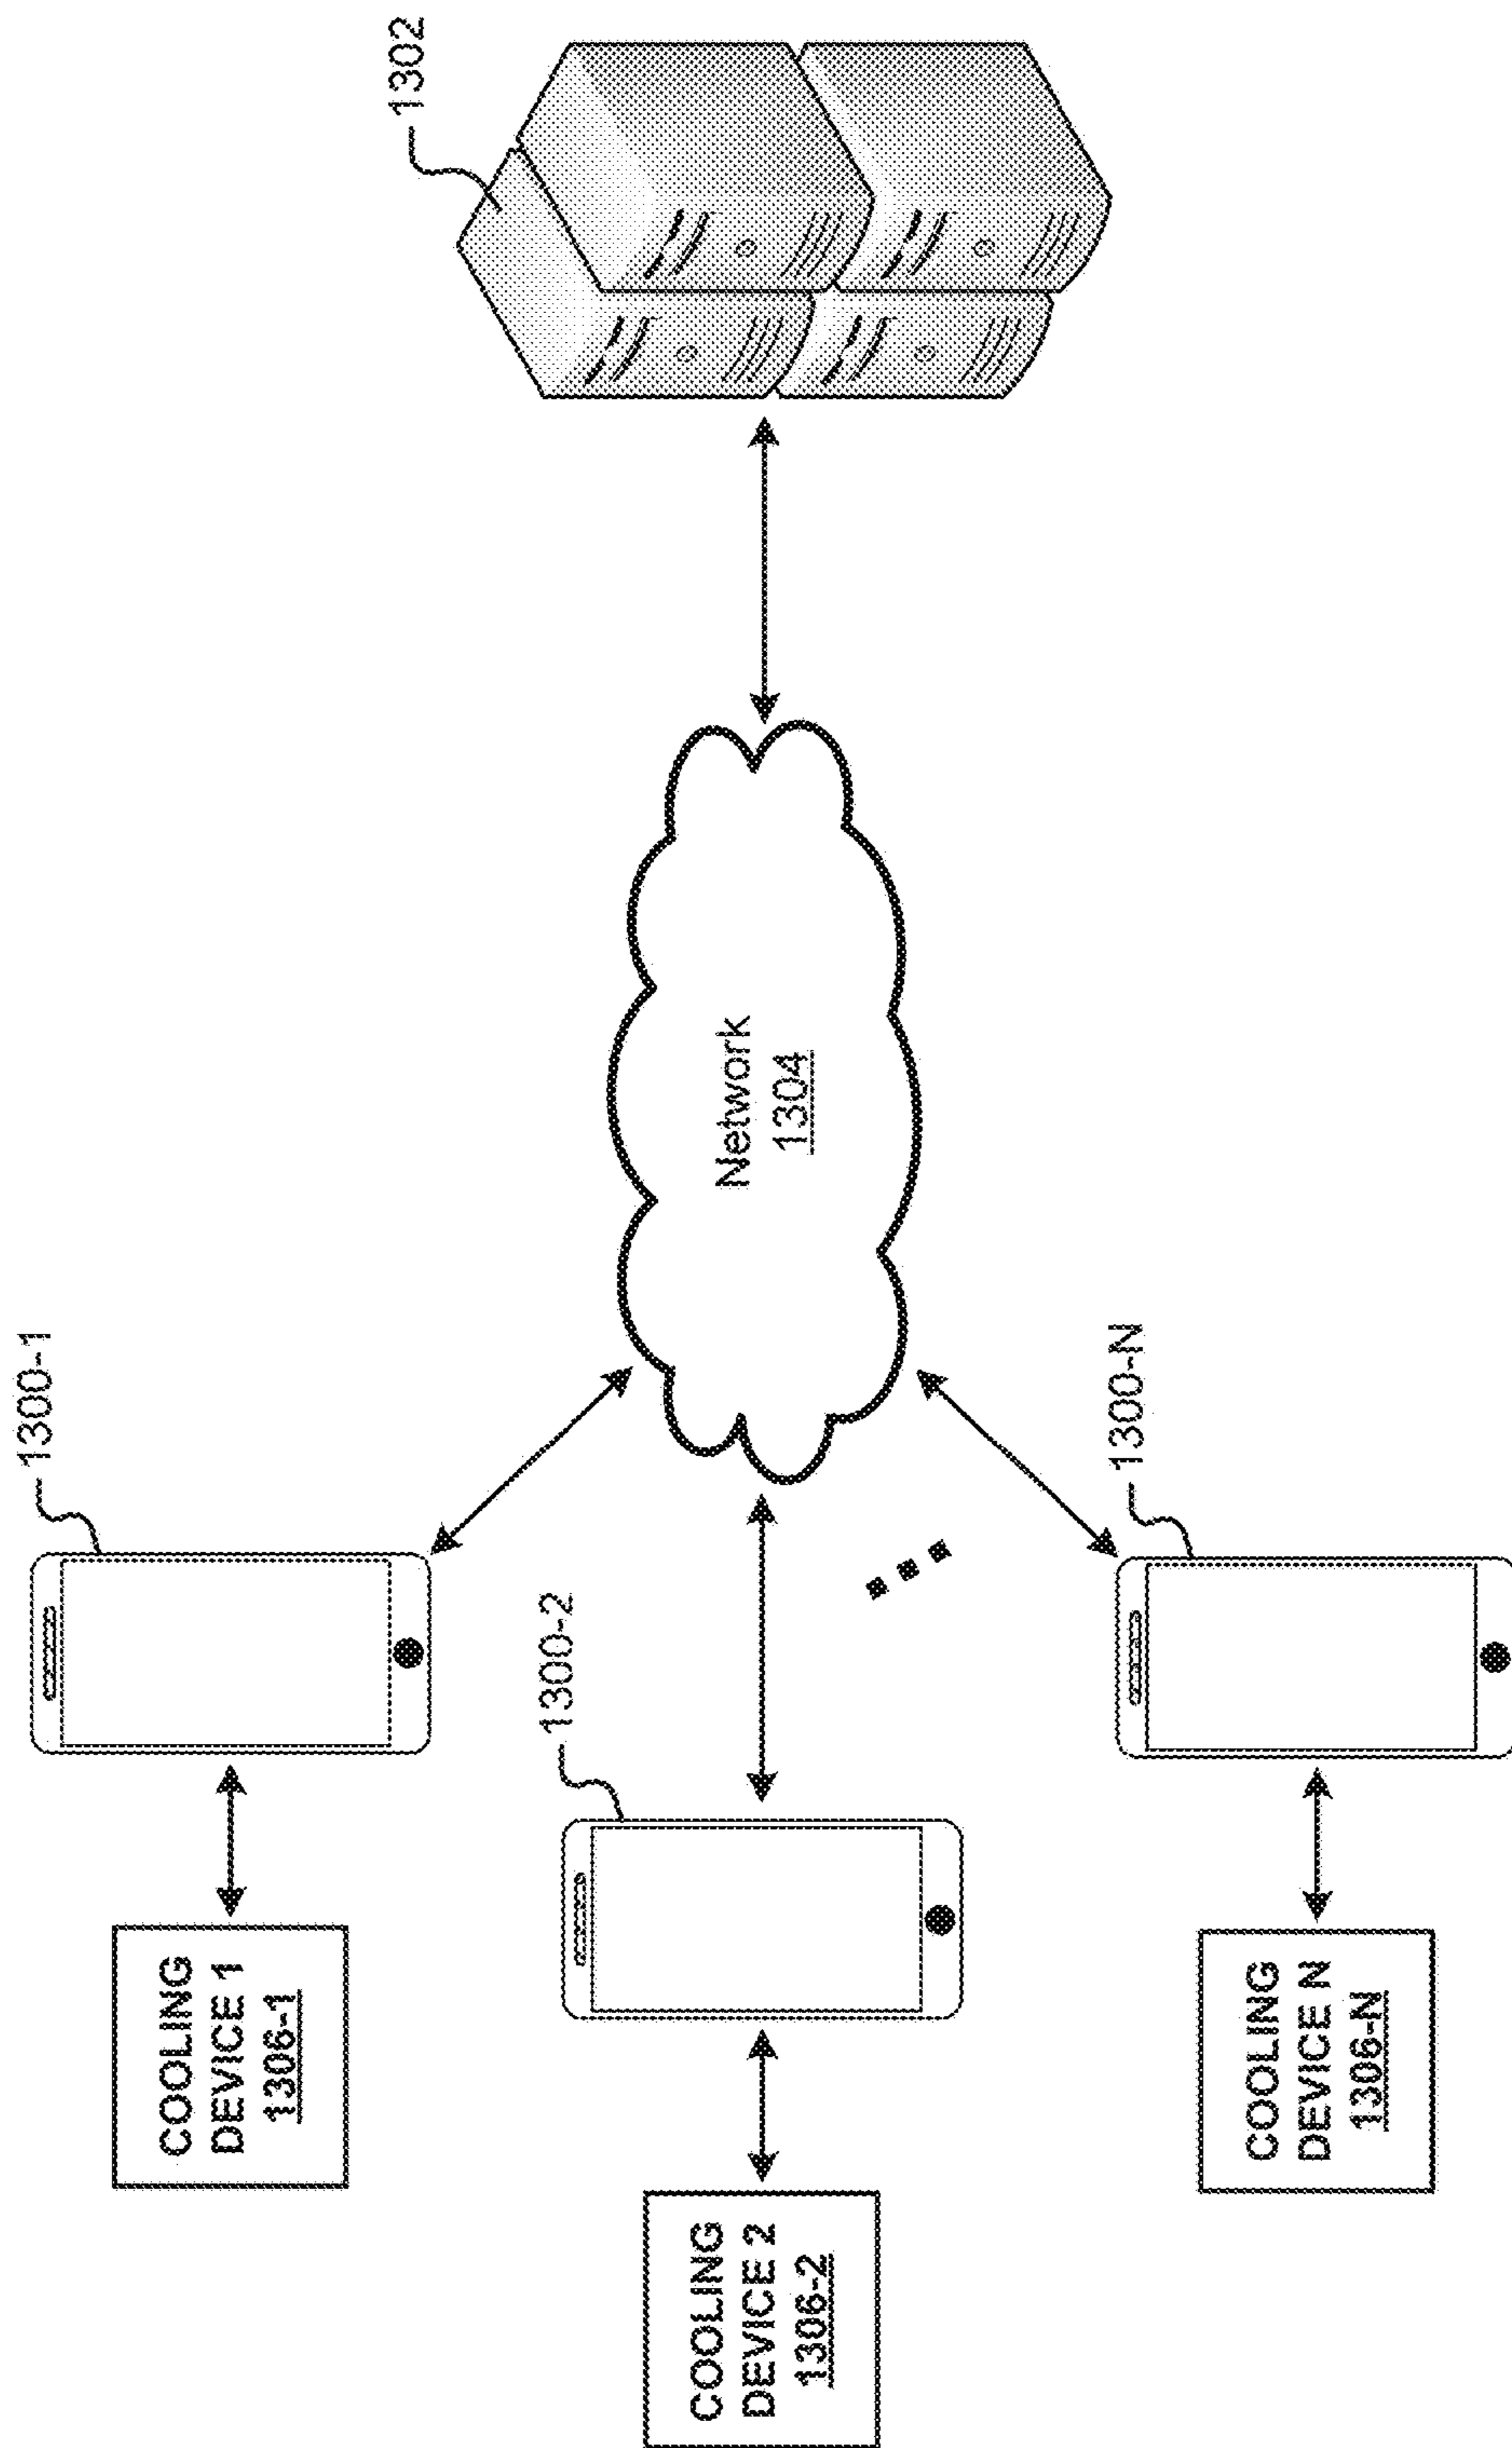 COOLING
DEVICE 1
1306-1
1300-1
COOLING
DEVICE 2
1306-2
1300-2
COOLING
DEVICE N
1306-N
1300-N
Network
1304
1302